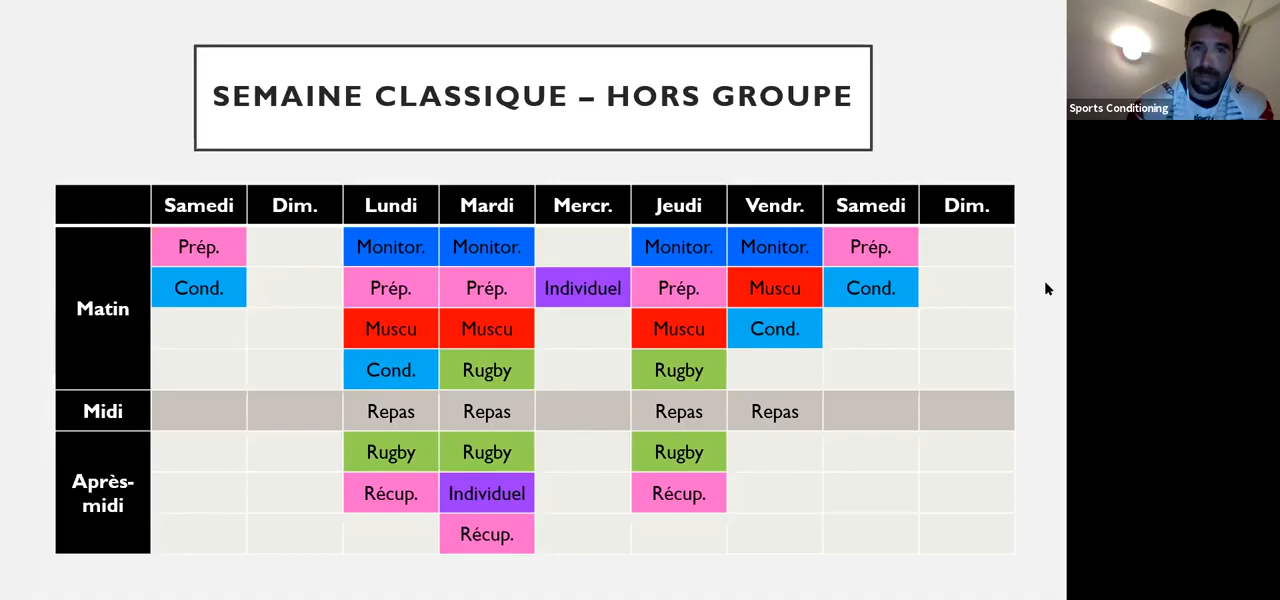 SEMAINE CLASSIQUE – HORS GROUPE
Sports Conditioning
Samedi Dim. Lundi Mardi Mercr. Jeudi Vendr. Samedi Dim.
Matin
Prép. Monitor. Monitor. Monitor. Monitor. Prép.
Cond. Prép. Prép. Individuel Prép. Muscu Cond.
Muscu Muscu Muscu Cond.
Cond. Rugby Rugby
Midi Repas Repas Repas Repas
Après-
midi
Rugby Rugby Rugby
Récup. Individuel Récup.
Récup.